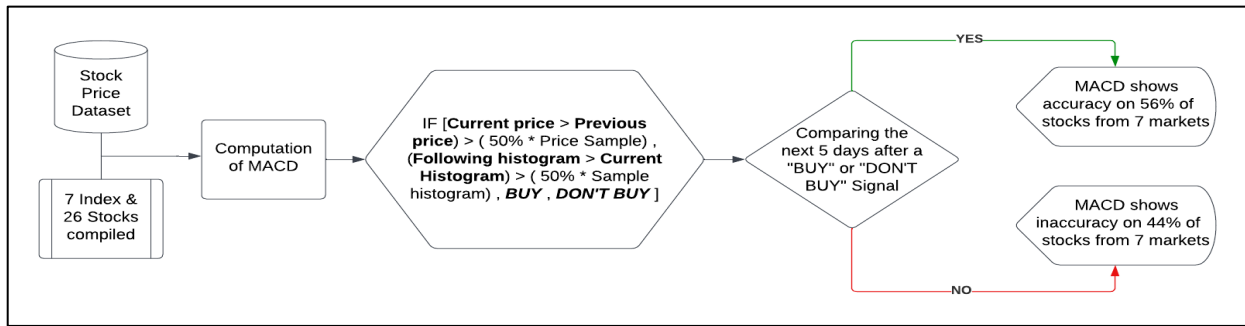 Stock
Price
Dataset
7 Index &
26 Stocks
compiled
Computation
of MACD
IF [Current price > Previous
price) > ( 50% * Price Sample) ,
(Following histogram > Current
Histogram) > ( 50% * Sample
histogram) , BUY , DON'T BUY ]
Comparing the
next 5 days after a
"BUY" or "DON'T
BUY" Signal
YES
MACD shows
accuracy on 56% of
stocks from 7 markets
NO
MACD shows
inaccuracy on 44% of
stocks from 7 markets